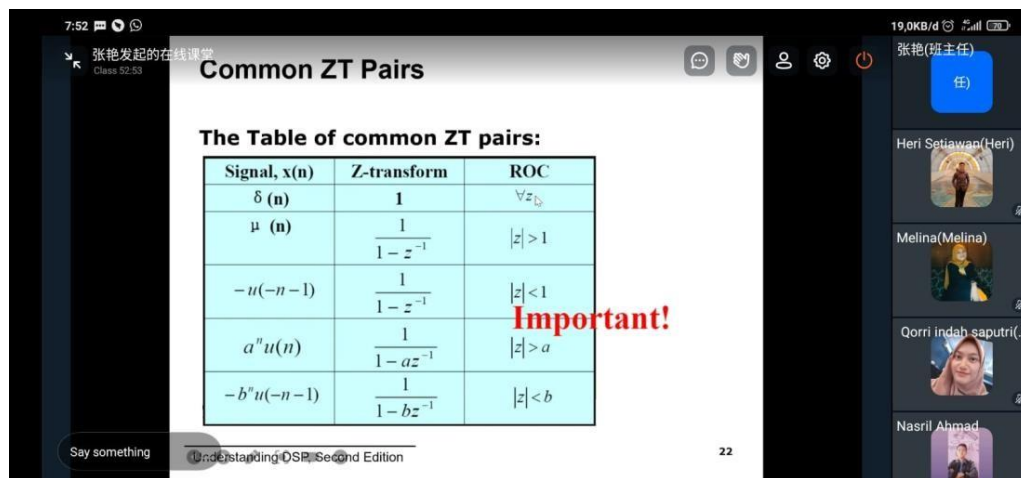 7:52
19,0KB/d 4G 70
张艳发起的在线课堂
Class 52:53
Common ZT Pairs
The Table of common ZT pairs:
Signal, x(n) Z-transform ROC
δ (n) 1 ∀z
μ (n) 1/(1 − z⁻¹) |z| > 1
−u(−n−1) 1/(1 − z⁻¹) |z| < 1
Important!
aⁿu(n) 1/(1 − az⁻¹) |z| > a
−bⁿu(−n−1) 1/(1 − bz⁻¹) |z| < b
Say something
Understanding DSP, Second Edition
22
张艳(班主任)
任)
Heri Setiawan(Heri)
Melina(Melina)
Qorri indah saputri(.
Nasril Ahmad